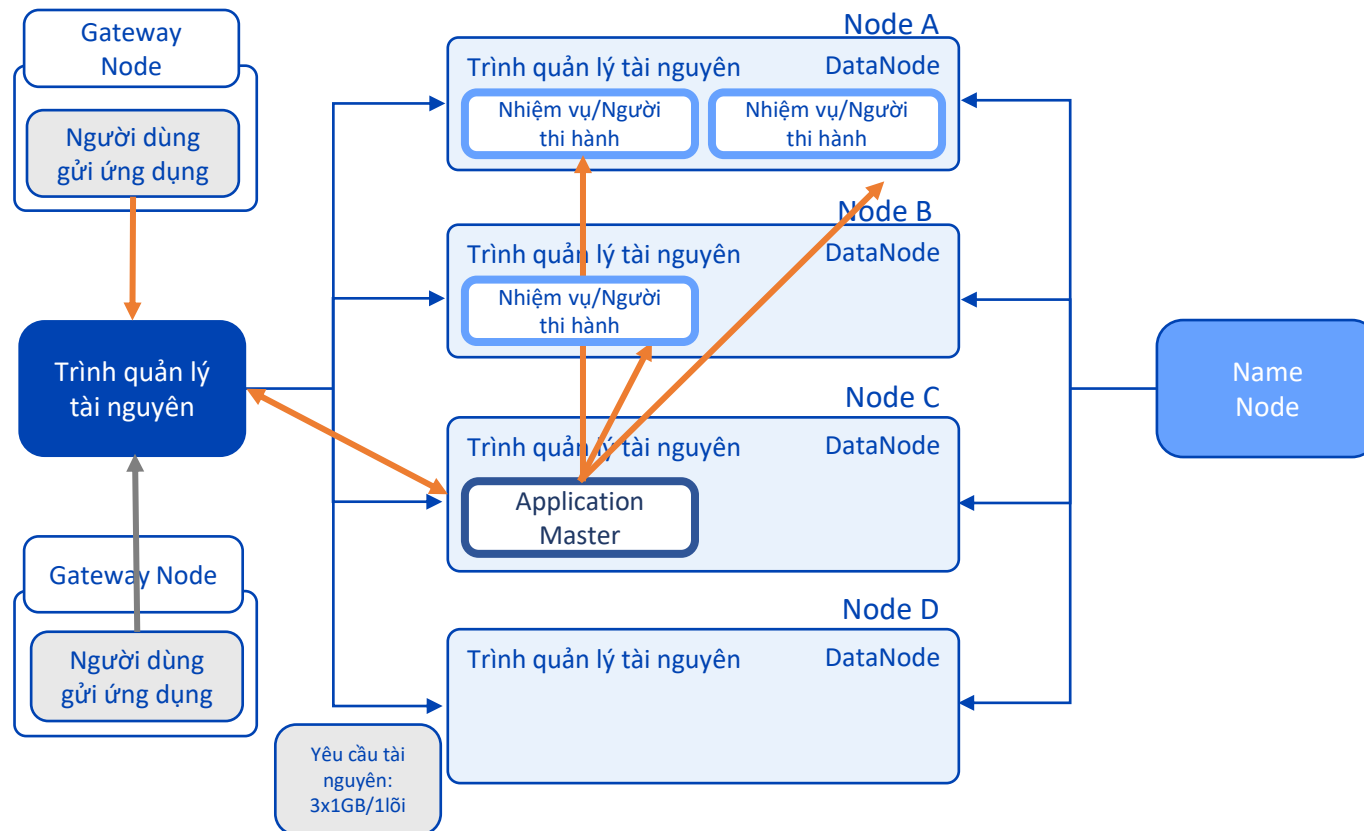 Gateway
Node
Người dùng
gửi ứng dụng
Trình quản lý
tài nguyên
Gateway Node
Người dùng
gửi ứng dụng
Yêu cầu tài
nguyên:
3x1GB/1lõi
Node A
Trình quản lý tài nguyên
DataNode
Nhiệm vụ/Người
thi hành
Nhiệm vụ/Người
thi hành
Node B
Trình quản lý tài nguyên
DataNode
Nhiệm vụ/Người
thi hành
Node C
Trình quản lý tài nguyên
DataNode
Application
Master
Node D
Trình quản lý tài nguyên
DataNode
Name
Node